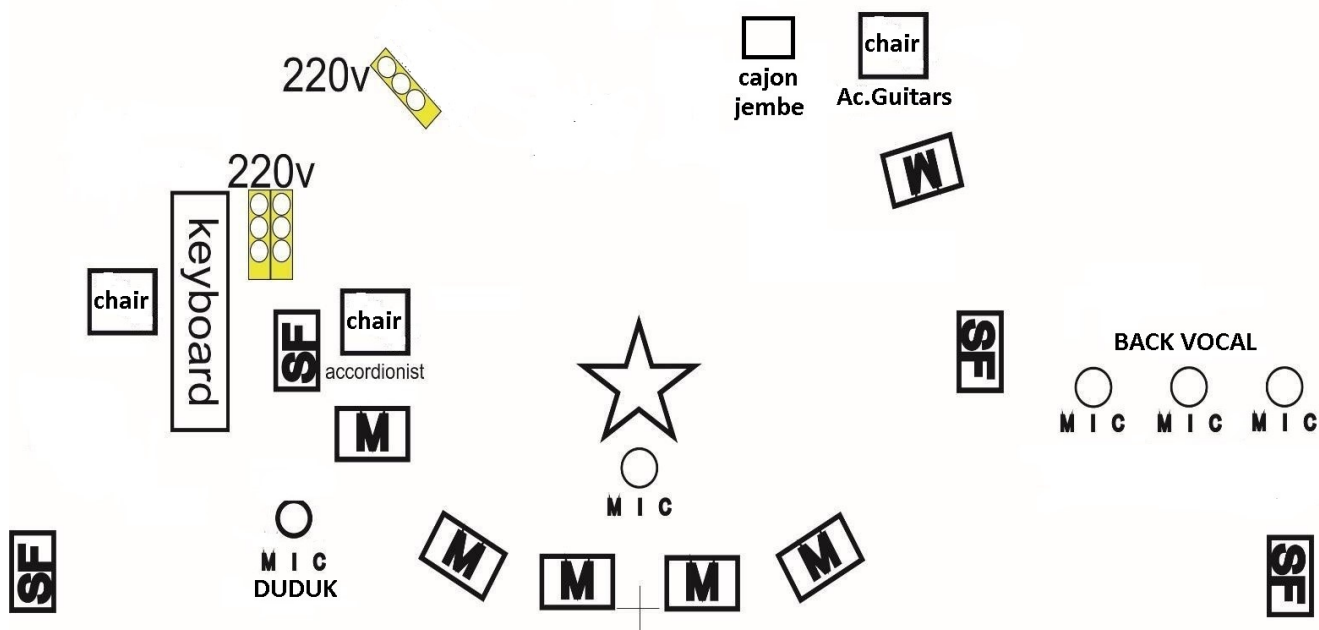 220v
cajon
jembe
chair
Ac.Guitars
M
220v
keyboard
chair
SF
chair
accordionist
M
SF
BACK VOCAL
MIC
MIC
MIC
MIC
MIC
DUDUK
SF
M
M
M
M
SF